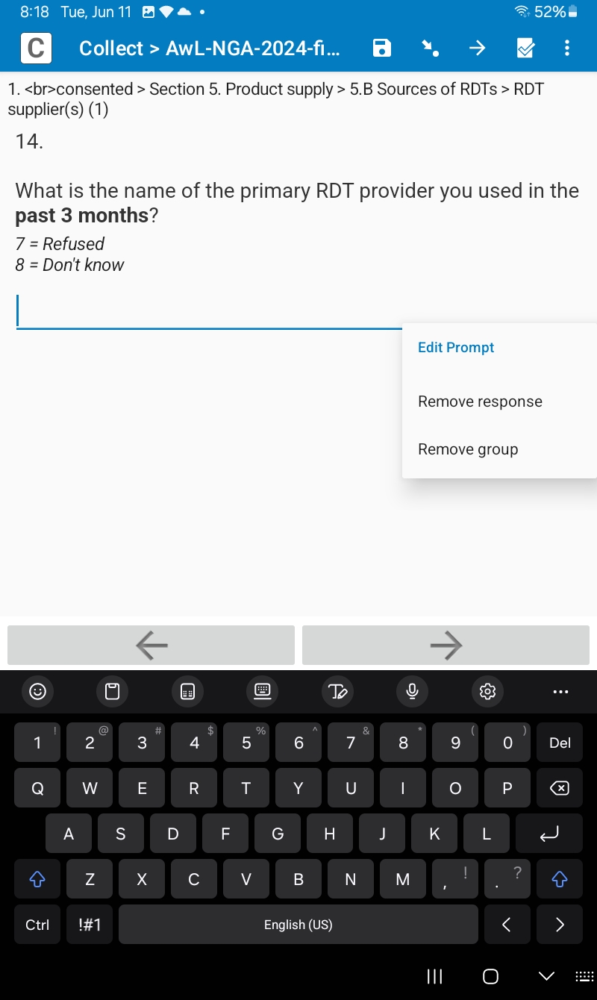 8:18 Tue, Jun 11 52%
C Collect > AwL-NGA-2024-fi...
1. <br>consented > Section 5. Product supply > 5.B Sources of RDTs > RDT
supplier(s) (1)
14.
What is the name of the primary RDT provider you used in the
past 3 months?
7 = Refused
8 = Don't know
Edit Prompt
Remove response
Remove group
1 ! 2 @ 3 # 4 $ 5 % 6 ^ 7 & 8 * 9 ( 0 ) Del
Q W E R T Y U I O P
A S D F G H J K L
Z X C V B N M , ! . ?
Ctrl !#1 English (US) < >